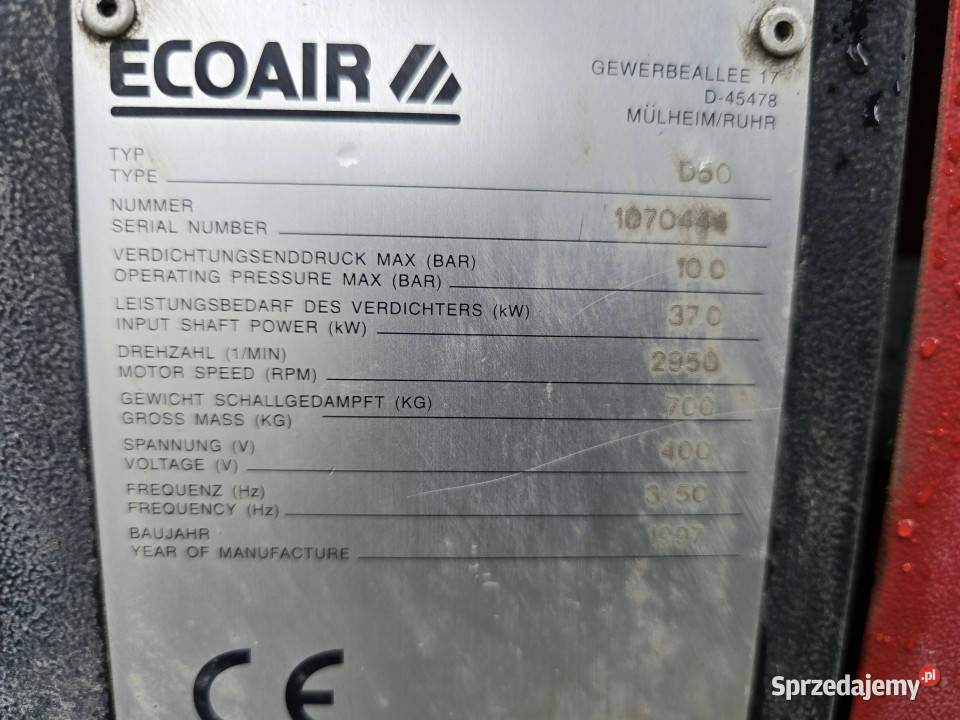 ECOAIR
GEWERBEALLEE 17
D-45478
MÜLHEIM/RUHR
TYP
TYPE D50
NUMMER
SERIAL NUMBER 1070444
VERDICHTUNGSENDDRUCK MAX (BAR)
OPERATING PRESSURE MAX (BAR) 10 0
LEISTUNGSBEDARF DES VERDICHTERS (kW)
INPUT SHAFT POWER (kW) 37 0
DREHZAHL (1/MIN)
MOTOR SPEED (RPM) 2950
GEWICHT SCHALLGEDAMPFT (KG)
GROSS MASS (KG) 700
SPANNUNG (V)
VOLTAGE (V) 400
FREQUENZ (Hz)
FREQUENCY (Hz) 3 50
BAUJAHR
YEAR OF MANUFACTURE 1997
CE
Sprzedajemy.pl